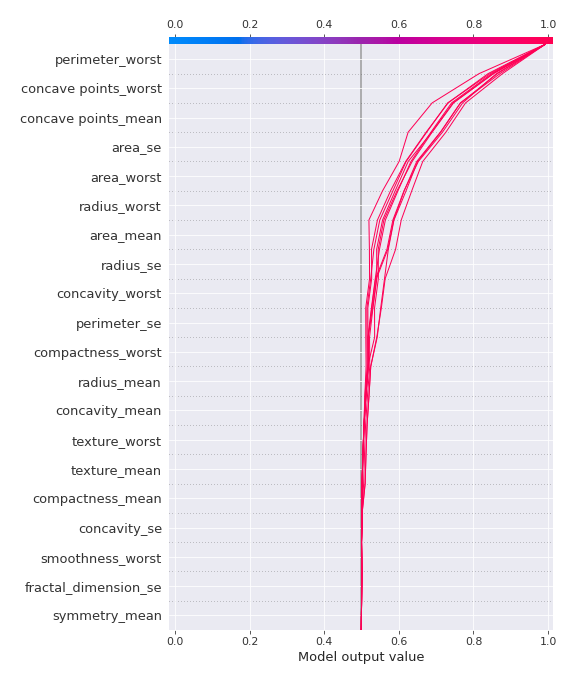 0.0 0.2 0.4 0.6 0.8 1.0
perimeter_worst
concave points_worst
concave points_mean
area_se
area_worst
radius_worst
area_mean
radius_se
concavity_worst
perimeter_se
compactness_worst
radius_mean
concavity_mean
texture_worst
texture_mean
compactness_mean
concavity_se
smoothness_worst
fractal_dimension_se
symmetry_mean
0.0 0.2 0.4 0.6 0.8 1.0
Model output value